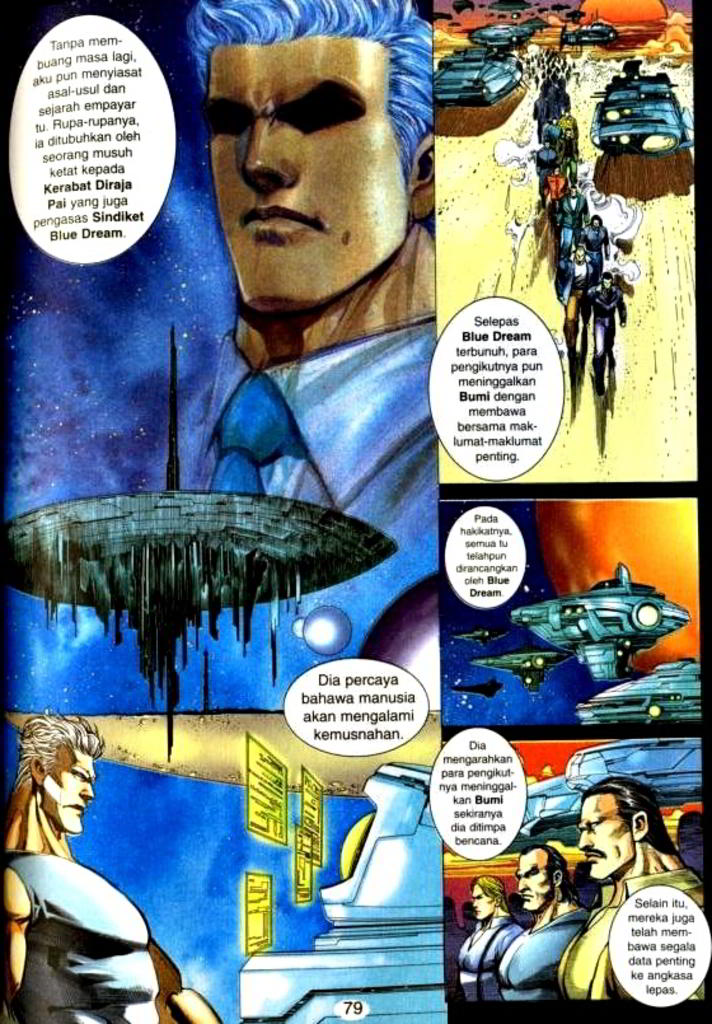 Tanpa mem-
buang masa lagi,
aku pun menyiasat
asal-usul dan
sejarah empayar
tu. Rupa-rupanya,
ia ditubuhkan oleh
seorang musuh
ketat kepada
Kerabat Diraja
Pai yang juga
pengasas Sindiket
Blue Dream.
Selepas
Blue Dream
terbunuh, para
pengikutnya pun
meninggalkan
Bumi dengan
membawa
bersama mak-
lumat-maklumat
penting.
Pada
hakikatnya,
semua tu
telahpun
dirancangkan
oleh Blue
Dream.
Dia percaya
bahawa manusia
akan mengalami
kemusnahan.
Dia
mengarahkan
para pengikut-
nya meninggal-
kan Bumi
sekiranya
dia ditimpa
bencana.
Selain itu,
mereka juga
telah mem-
bawa segala
data penting
ke angkasa
lepas.
79